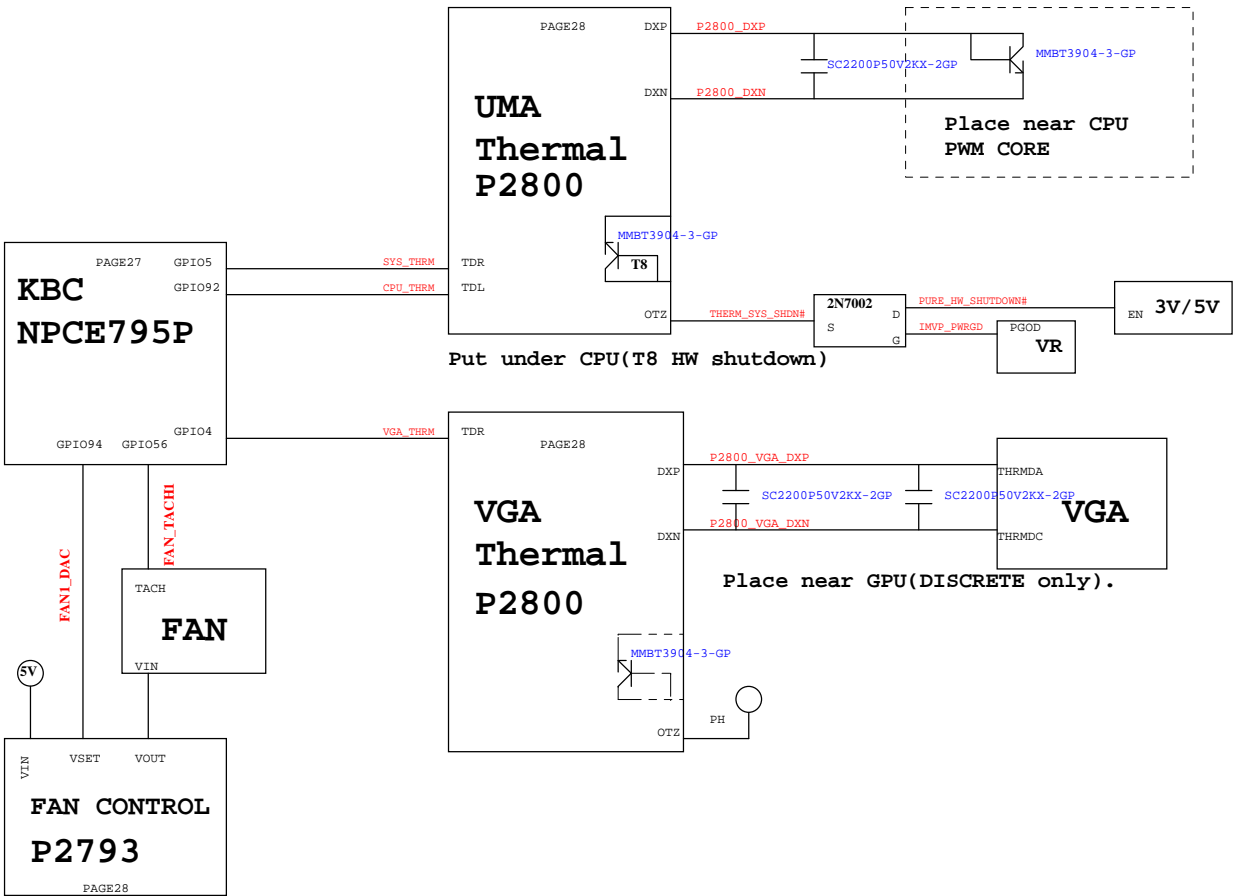 PAGE28
DXP
P2800_DXP
MMBT3904-3-GP
SC2200P50V2KX-2GP
DXN
P2800_DXN
UMA
Thermal
P2800
Place near CPU
PWM CORE
MMBT3904-3-GP
T8
PAGE27
GPIO5
SYS_THRM
TDR
KBC
NPCE795P
GPIO92
CPU_THRM
TDL
OTZ
THERM_SYS_SHDN#
2N7002
S
D
G
PURE_HW_SHUTDOWN#
IMVP_PWRGD
EN
3V/5V
PGOD
VR
Put under CPU(T8 HW shutdown)
GPIO94
GPIO56
GPIO4
VGA_THRM
TDR
PAGE28
DXP
P2800_VGA_DXP
THRMDA
SC2200P50V2KX-2GP
SC2200P50V2KX-2GP
VGA
Thermal
P2800
VGA
DXN
P2800_VGA_DXN
THRMDC
Place near GPU(DISCRETE only).
MMBT3904-3-GP
OTZ
PH
FAN1_DAC
FAN_TACH1
TACH
FAN
VIN
5V
VIN
VSET
VOUT
FAN CONTROL
P2793
PAGE28